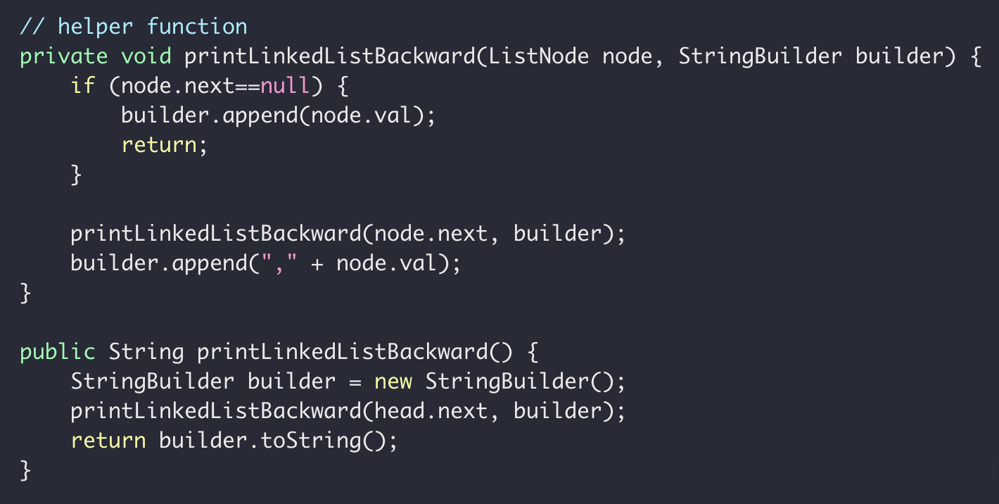 // helper function
private void printLinkedListBackward(ListNode node, StringBuilder builder) {
    if (node.next==null) {
        builder.append(node.val);
        return;
    }

    printLinkedListBackward(node.next, builder);
    builder.append("," + node.val);
}

public String printLinkedListBackward() {
    StringBuilder builder = new StringBuilder();
    printLinkedListBackward(head.next, builder);
    return builder.toString();
}